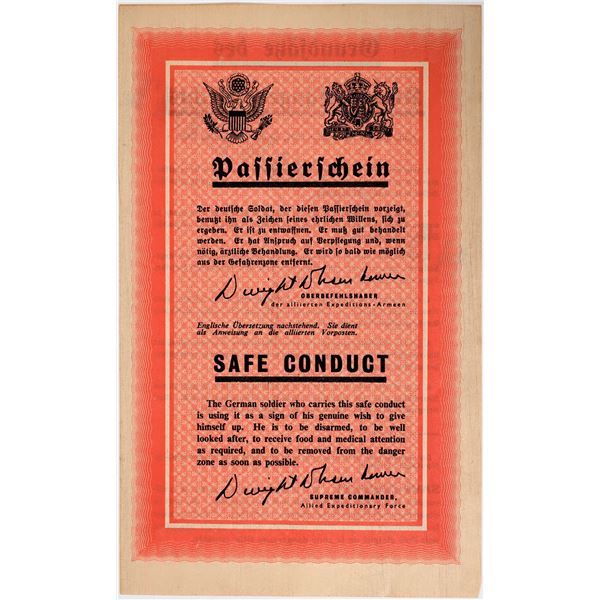 Passierschein
Der deutsche Soldat, der diesen Passierschein vorzeigt,
benutzt ihn als Zeichen seines ehrlichen Willens, sich zu
ergeben. Er ist zu entwaffnen. Er muß gut behandelt
werden. Er hat Anspruch auf Verpflegung und, wenn
nötig, ärztliche Behandlung. Er wird so bald wie möglich
aus der Gefahrenzone entfernt.
Dwight D Eisenhower
OBERBEFEHLSHABER
der alliierten Expeditions-Armeen
Englische Übersetzung nachstehend. Sie dient
als Anweisung an die alliierten Vorposten.
SAFE CONDUCT
The German soldier who carries this safe conduct
is using it as a sign of his genuine wish to give
himself up. He is to be disarmed, to be well
looked after, to receive food and medical attention
as required, and to be removed from the danger
zone as soon as possible.
Dwight D Eisenhower
SUPREME COMMANDER,
Allied Expeditionary Force